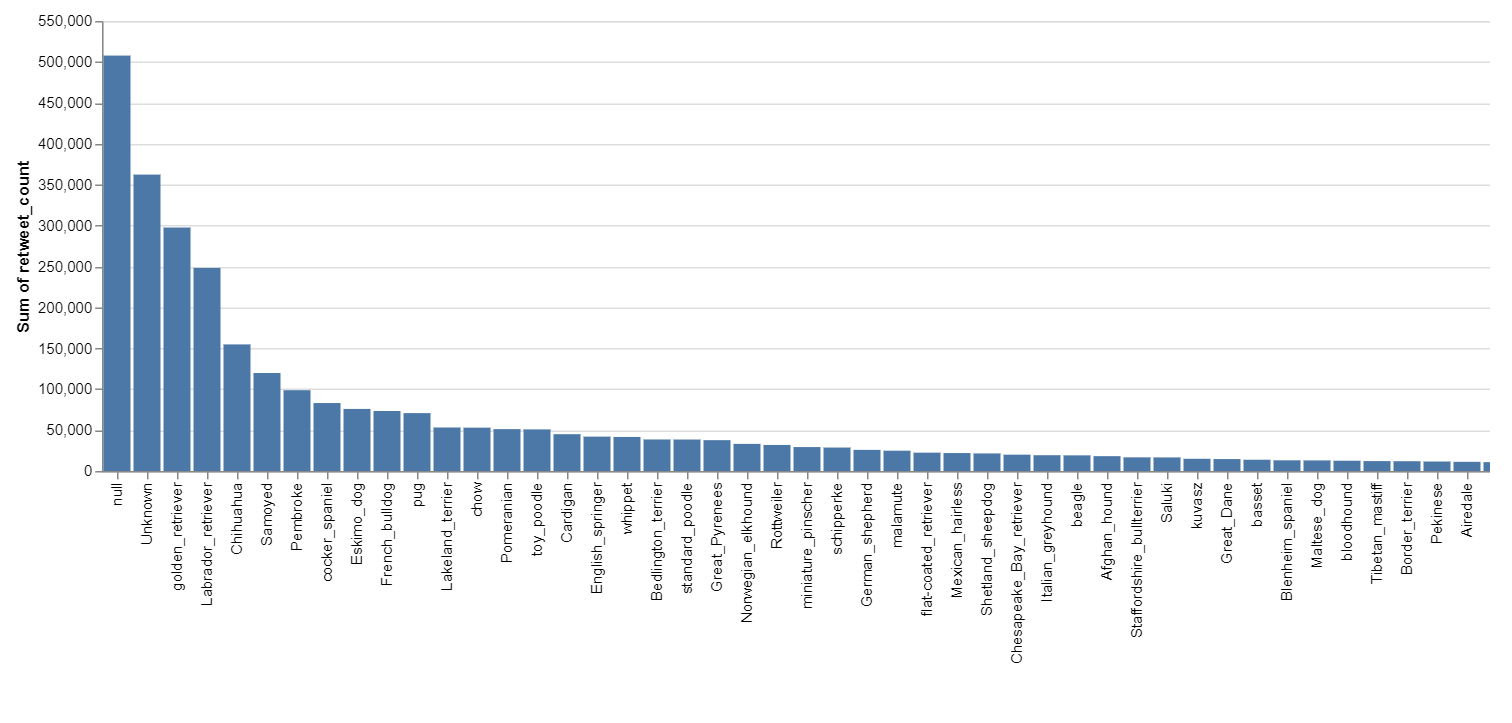 550,000
500,000
450,000
400,000
350,000
300,000
250,000
200,000
150,000
100,000
50,000
0
Sum of retweet_count
null
Unknown
golden_retriever
Labrador_retriever
Chihuahua
Samoyed
Pembroke
cocker_spaniel
Eskimo_dog
French_bulldog
pug
Lakeland_terrier
chow
Pomeranian
toy_poodle
Cardigan
English_springer
whippet
Bedlington_terrier
standard_poodle
Great_Pyrenees
Norwegian_elkhound
Rottweiler
miniature_pinscher
schipperke
German_shepherd
malamute
flat-coated_retriever
Mexican_hairless
Shetland_sheepdog
Chesapeake_Bay_retriever
Italian_greyhound
beagle
Afghan_hound
Staffordshire_bullterrier
Saluki
kuvasz
Great_Dane
basset
Blenheim_spaniel
Maltese_dog
bloodhound
Tibetan_mastiff
Border_terrier
Pekinese
Airedale